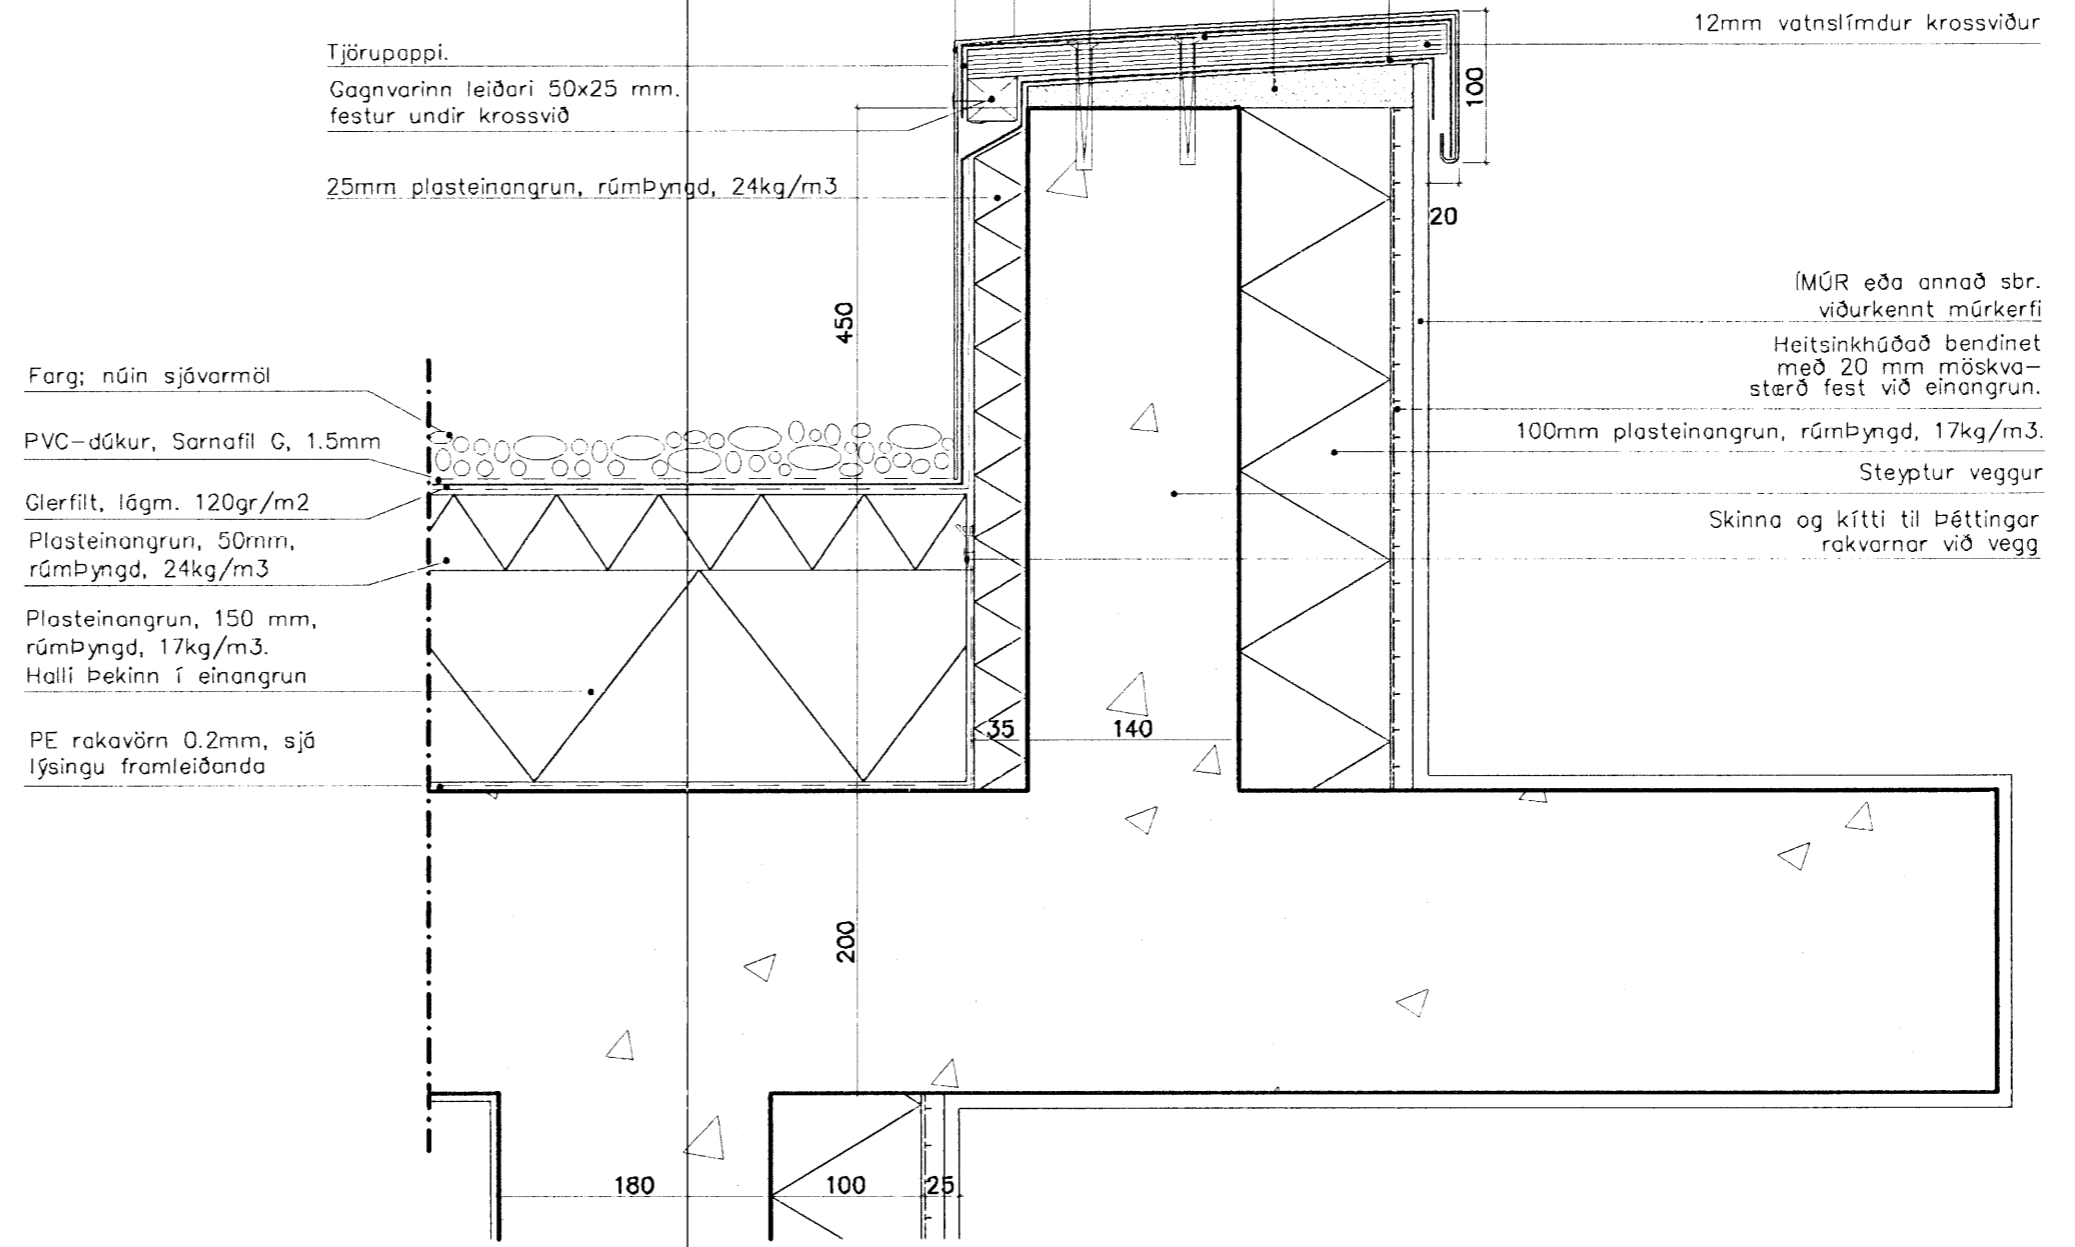 Tjörupappi.
Gagnvarinn leiðari 50x25 mm.
festur undir krossvið
25mm plasteinangrun, rúmþyngd, 24kg/m3
Farg; núin sjávarmöl
PVC-dúkur, Sarnafil G, 1.5mm
Glerfilt, lágm. 120gr/m2
Plasteinangrun, 50mm,
rúmþyngd, 24kg/m3
Plasteinangrun, 150 mm,
rúmþyngd, 17kg/m3.
Halli þekinn í einangrun
PE rakavörn 0.2mm, sjá
lýsingu framleiðanda
450
200
35
140
180
100
25
100
20
12mm vatnslímdur krossviður
ÍMÚR eða annað sbr.
viðurkennt múrkerfi
Heitsinkhúðað bendinet
með 20 mm möskva-
stærð fest við einangrun.
100mm plasteinangrun, rúmþyngd, 17kg/m3.
Steyptur veggur
Skinna og kítti til þéttingar
rakvarnar við vegg